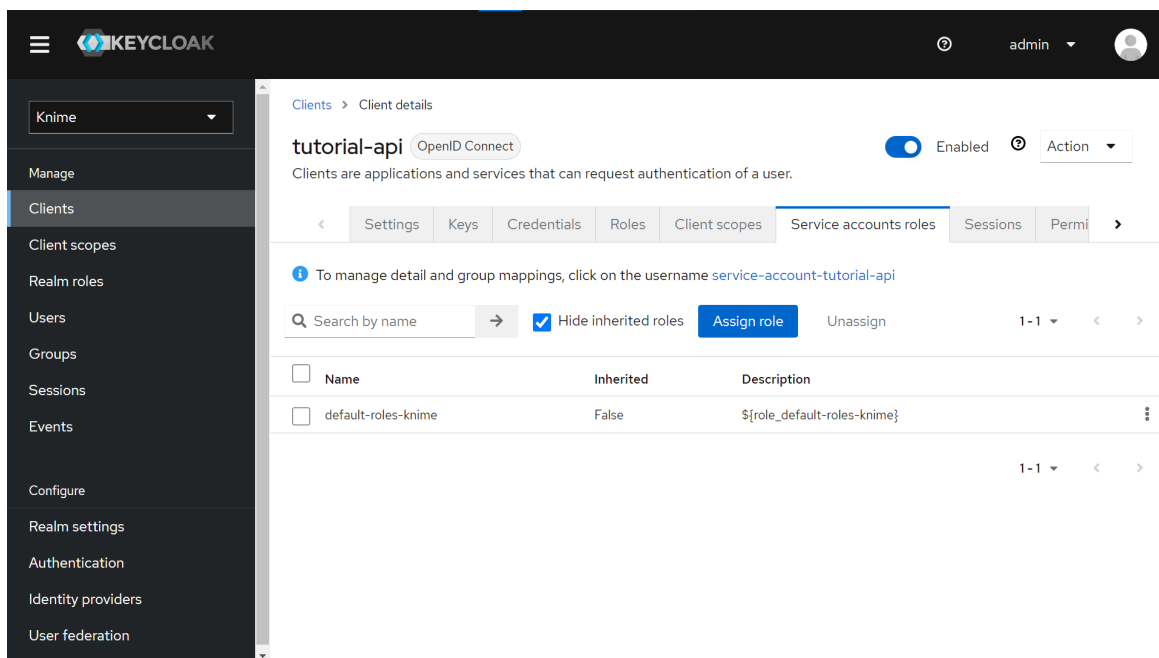 KEYCLOAK
admin
Knime
Manage
Clients
Client scopes
Realm roles
Users
Groups
Sessions
Events
Configure
Realm settings
Authentication
Identity providers
User federation
Clients > Client details
tutorial-api OpenID Connect
Enabled
Action
Clients are applications and services that can request authentication of a user.
Settings Keys Credentials Roles Client scopes Service accounts roles Sessions Permi
To manage detail and group mappings, click on the username service-account-tutorial-api
Search by name Hide inherited roles Assign role Unassign 1-1
Name Inherited Description
default-roles-knime False ${role_default-roles-knime}
1-1